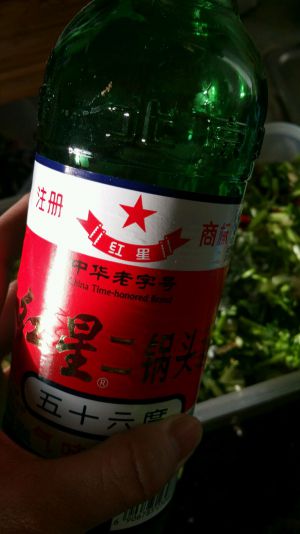 注册 商标
红星
中华老字号
China Time-honored Brand
红星二锅头
®
五十六度